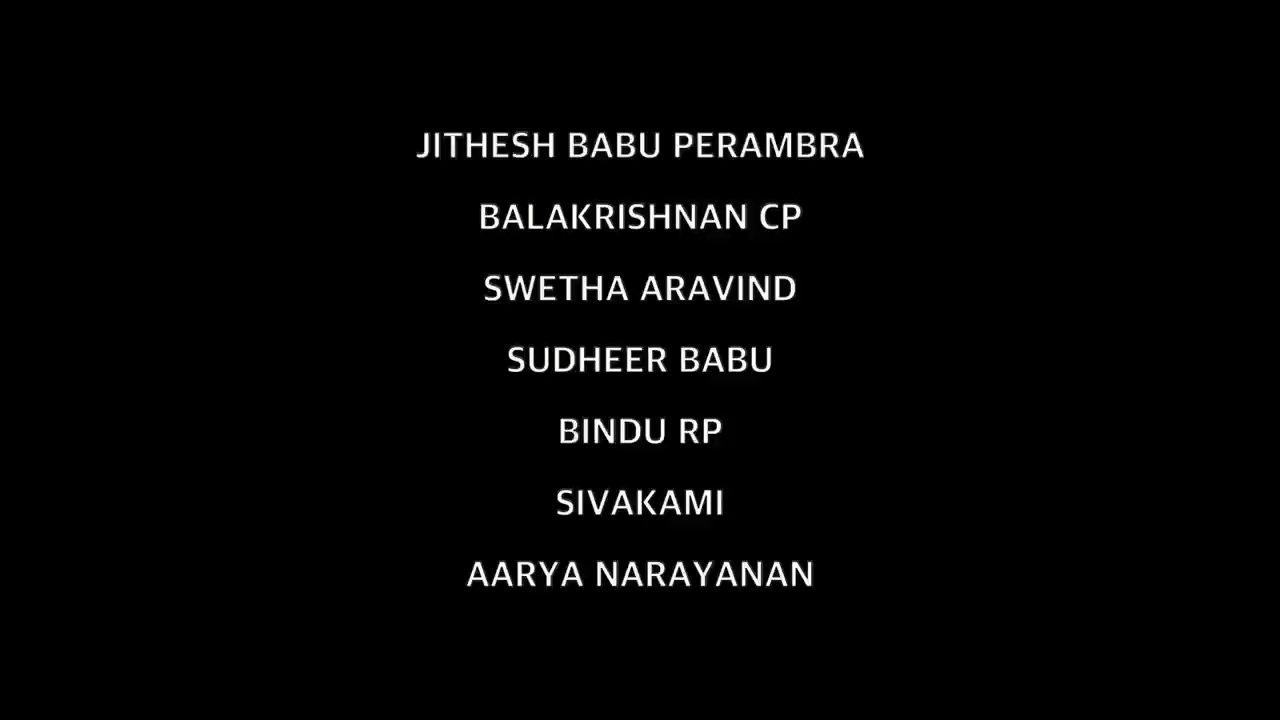 JITHESH BABU PERAMBRA
BALAKRISHNAN CP
SWETHA ARAVIND
SUDHEER BABU
BINDU RP
SIVAKAMI
AARYA NARAYANAN